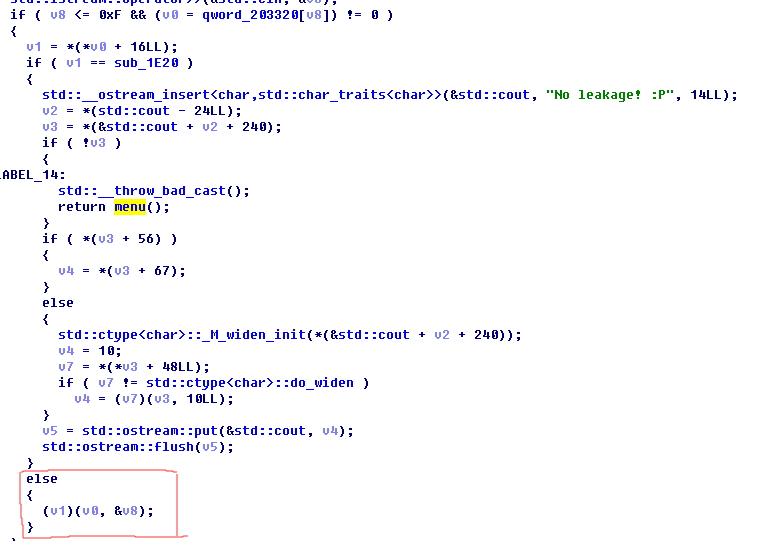 std::istream::operator>>(&std::cin, &v8);
if ( v8 <= 0xF && (v0 = qword_203320[v8]) != 0 )
{
v1 = *(*v0 + 16LL);
if ( v1 == sub_1E20 )
{
std::__ostream_insert<char,std::char_traits<char>>(&std::cout, "No leakage! :P", 14LL);
v2 = *(std::cout - 24LL);
v3 = *(&std::cout + v2 + 240);
if ( !v3 )
{
LABEL_14:
std::__throw_bad_cast();
return menu();
}
if ( *(v3 + 56) )
{
v4 = *(v3 + 67);
}
else
{
std::ctype<char>::_M_widen_init(*(&std::cout + v2 + 240));
v4 = 10;
v7 = *(*v3 + 48LL);
if ( v7 != std::ctype<char>::do_widen )
v4 = (v7)(v3, 10LL);
}
v5 = std::ostream::put(&std::cout, v4);
std::ostream::flush(v5);
}
else
{
(v1)(v0, &v8);
}